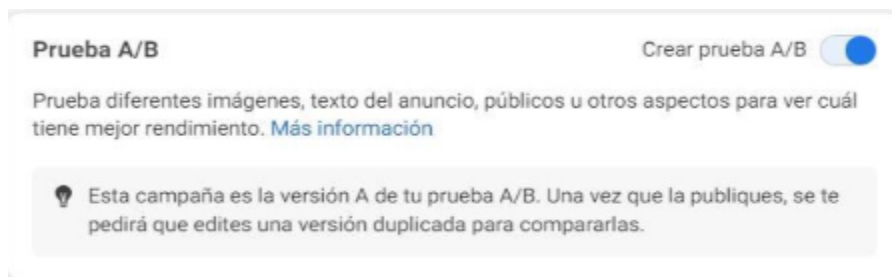 Prueba A/B
Crear prueba A/B
Prueba diferentes imágenes, texto del anuncio, públicos u otros aspectos para ver cuál
tiene mejor rendimiento. Más información
Esta campaña es la versión A de tu prueba A/B. Una vez que la publiques, se te
pedirá que edites una versión duplicada para compararlas.